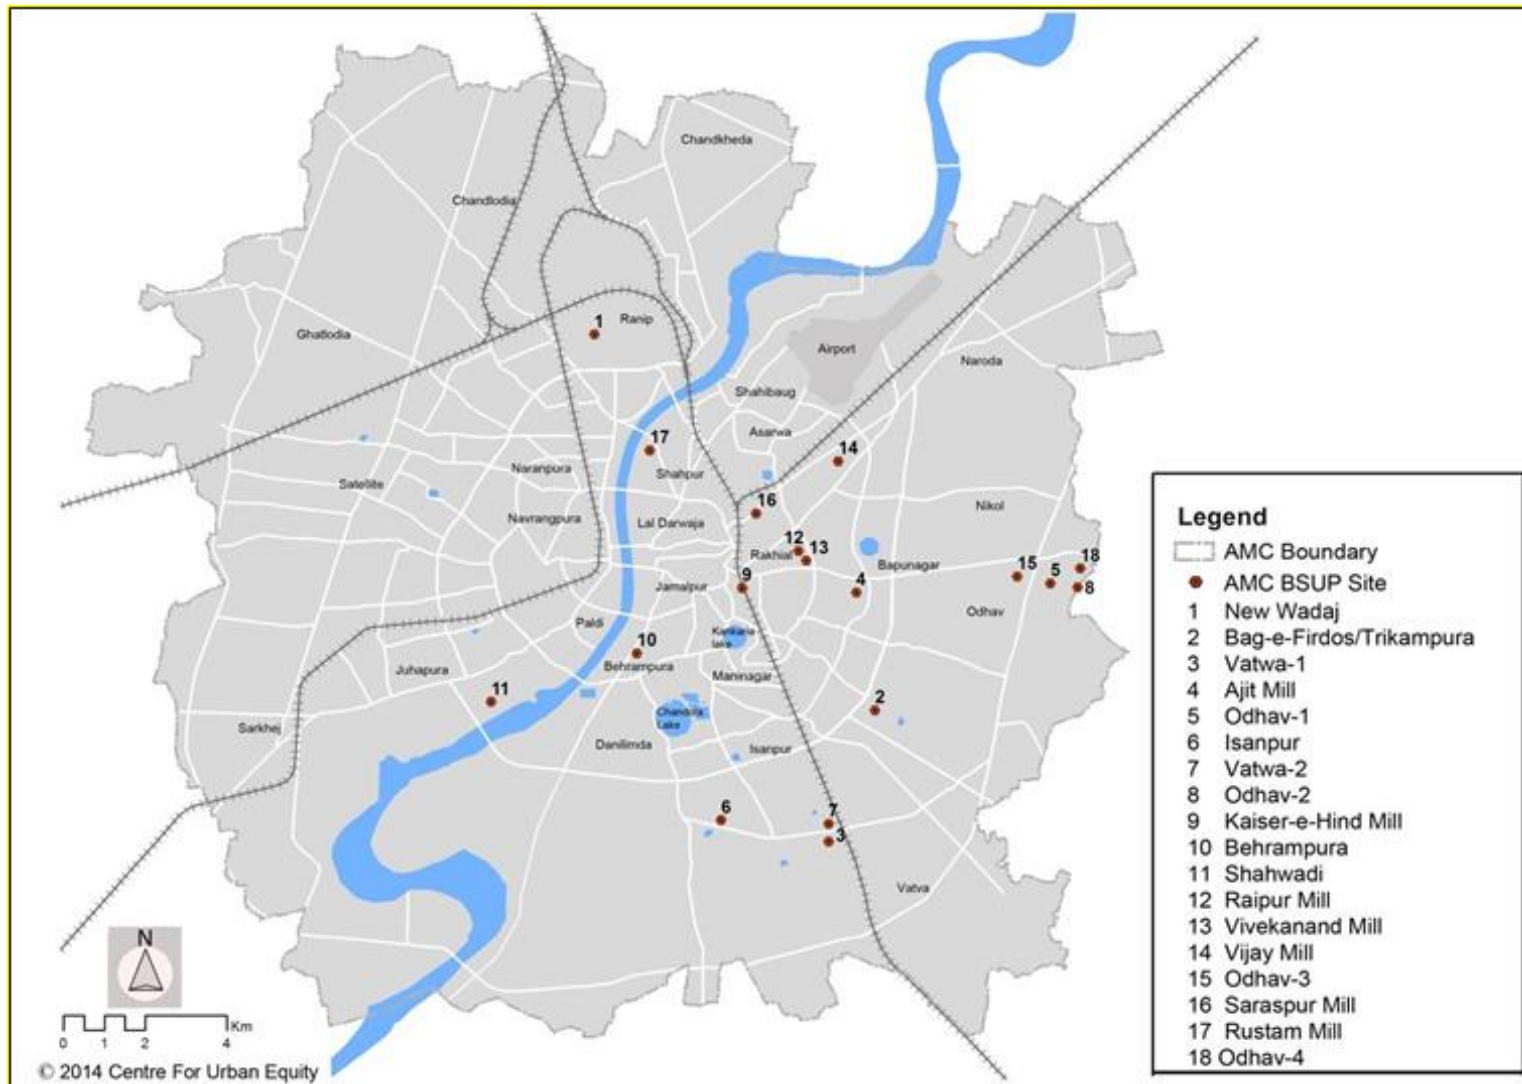 Chandkheda
Chandlodia
Ranip
1
Ghatlodia
Airport
Naroda
Shahibaug
Asarwa
17
14
Shahpur
Naranpura
Satellite
16
Nikol
Navrangpura
Lal Darwaja
12
13
Rakhial
Bapunagar
15
5
18
8
9
4
Jamalpur
Odhav
Paldi
Kankaria
lake
10
Behrampura
Juhapura
Maninagar
11
2
Chandola
Lake
Sarkhej
Danilimda
Isanpur
6
7
3
Vatva
N
Km
0 1 2 4
© 2014 Centre For Urban Equity
Legend
AMC Boundary
AMC BSUP Site
1 New Wadaj
2 Bag-e-Firdos/Trikampura
3 Vatwa-1
4 Ajit Mill
5 Odhav-1
6 Isanpur
7 Vatwa-2
8 Odhav-2
9 Kaiser-e-Hind Mill
10 Behrampura
11 Shahwadi
12 Raipur Mill
13 Vivekanand Mill
14 Vijay Mill
15 Odhav-3
16 Saraspur Mill
17 Rustam Mill
18 Odhav-4